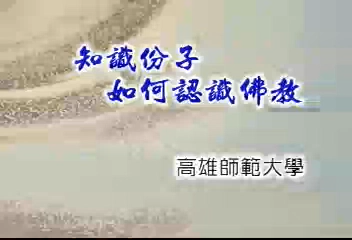 知識份子
如何認識佛教
高雄師範大學